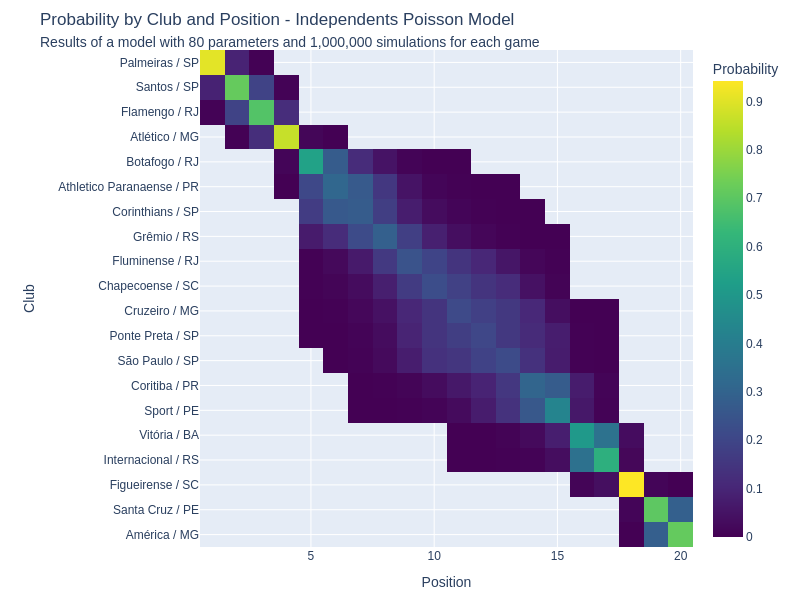 Probability by Club and Position - Independents Poisson Model
Results of a model with 80 parameters and 1,000,000 simulations for each game
Probability
Palmeiras / SP
Santos / SP
Flamengo / RJ
Atlético / MG
Botafogo / RJ
Athletico Paranaense / PR
Corinthians / SP
Grêmio / RS
Fluminense / RJ
Chapecoense / SC
Cruzeiro / MG
Ponte Preta / SP
São Paulo / SP
Coritiba / PR
Sport / PE
Vitória / BA
Internacional / RS
Figueirense / SC
Santa Cruz / PE
América / MG
Club
5
10
15
20
Position
0.9
0.8
0.7
0.6
0.5
0.4
0.3
0.2
0.1
0